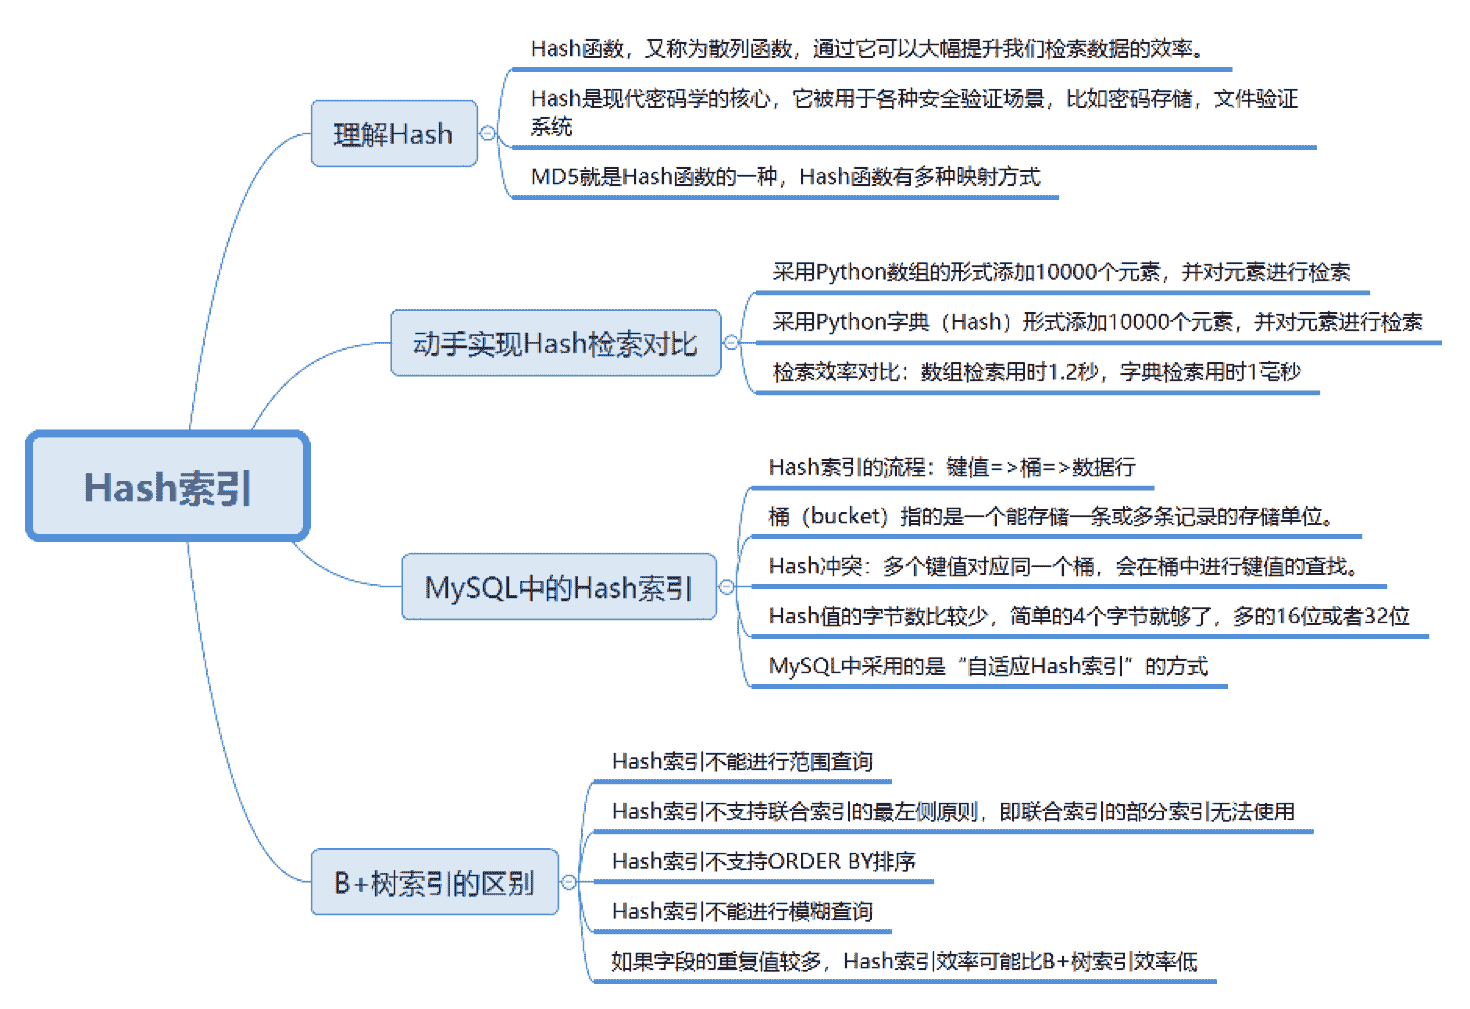 Hash索引
理解Hash
Hash函数，又称为散列函数，通过它可以大幅提升我们检索数据的效率。
Hash是现代密码学的核心，它被用于各种安全验证场景，比如密码存储，文件验证
系统
MD5就是Hash函数的一种，Hash函数有多种映射方式
动手实现Hash检索对比
采用Python数组的形式添加10000个元素，并对元素进行检索
采用Python字典（Hash）形式添加10000个元素，并对元素进行检索
检索效率对比：数组检索用时1.2秒，字典检索用时1毫秒
MySQL中的Hash索引
Hash索引的流程：键值=>桶=>数据行
桶（bucket）指的是一个能存储一条或多条记录的存储单位。
Hash冲突：多个键值对应同一个桶，会在桶中进行键值的查找。
Hash值的字节数比较少，简单的4个字节就够了，多的16位或者32位
MySQL中采用的是“自适应Hash索引”的方式
B+树索引的区别
Hash索引不能进行范围查询
Hash索引不支持联合索引的最左侧原则，即联合索引的部分索引无法使用
Hash索引不支持ORDER BY排序
Hash索引不能进行模糊查询
如果字段的重复值较多，Hash索引效率可能比B+树索引效率低